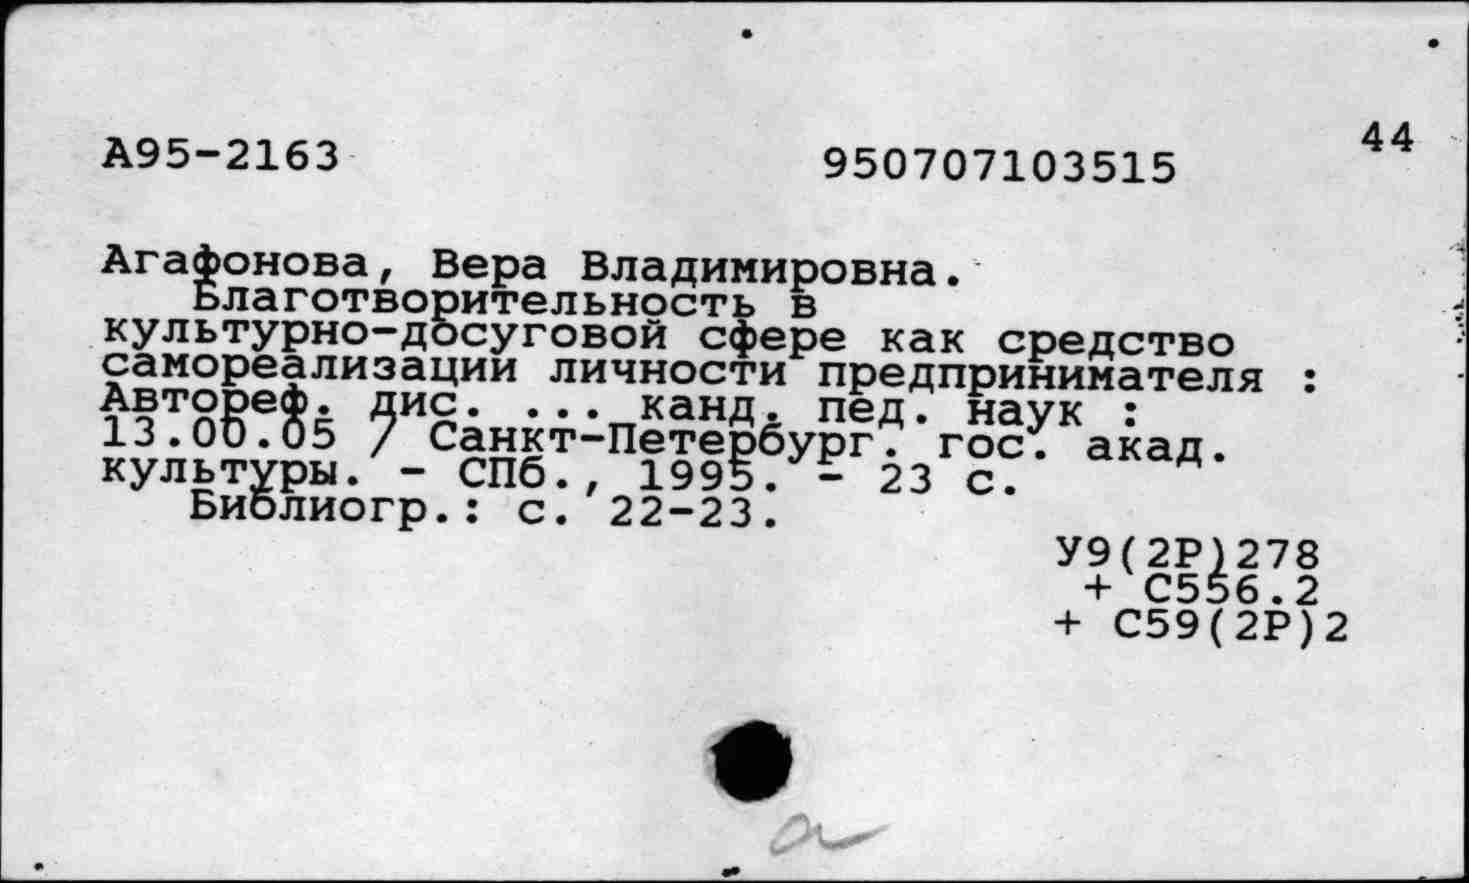 А95-2163
950707103515
44
Агафонова, Вера Владимировна.
Благотворительность в
культурно-досуговой сфере как средство
самореализации личности предпринимателя :
Автореф. дис. ... канд. пед. наук :
13.00.05 / Санкт-Петербург. гос. акад.
культуры. - СПб., 1995. - 23 с.
Библиогр.: с. 22-23.
У9(2Р)278
+ С556.2
+ С59(2Р)2